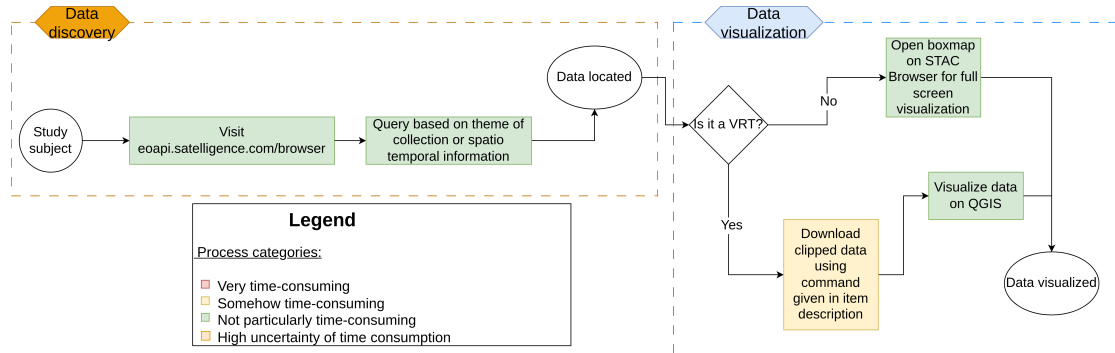 Data
discovery
Study
subject
Visit
eoapi.satelligence.com/browser
Query based on theme of
collection or spatio
temporal information
Data located
Data
visualization
Is it a VRT?
No
Open boxmap
on STAC
Browser for full
screen
visualization
Yes
Download
clipped data
using
command
given in item
description
Visualize data
on QGIS
Data visualized
Legend
Process categories:
Very time-consuming
Somehow time-consuming
Not particularly time-consuming
High uncertainty of time consumption